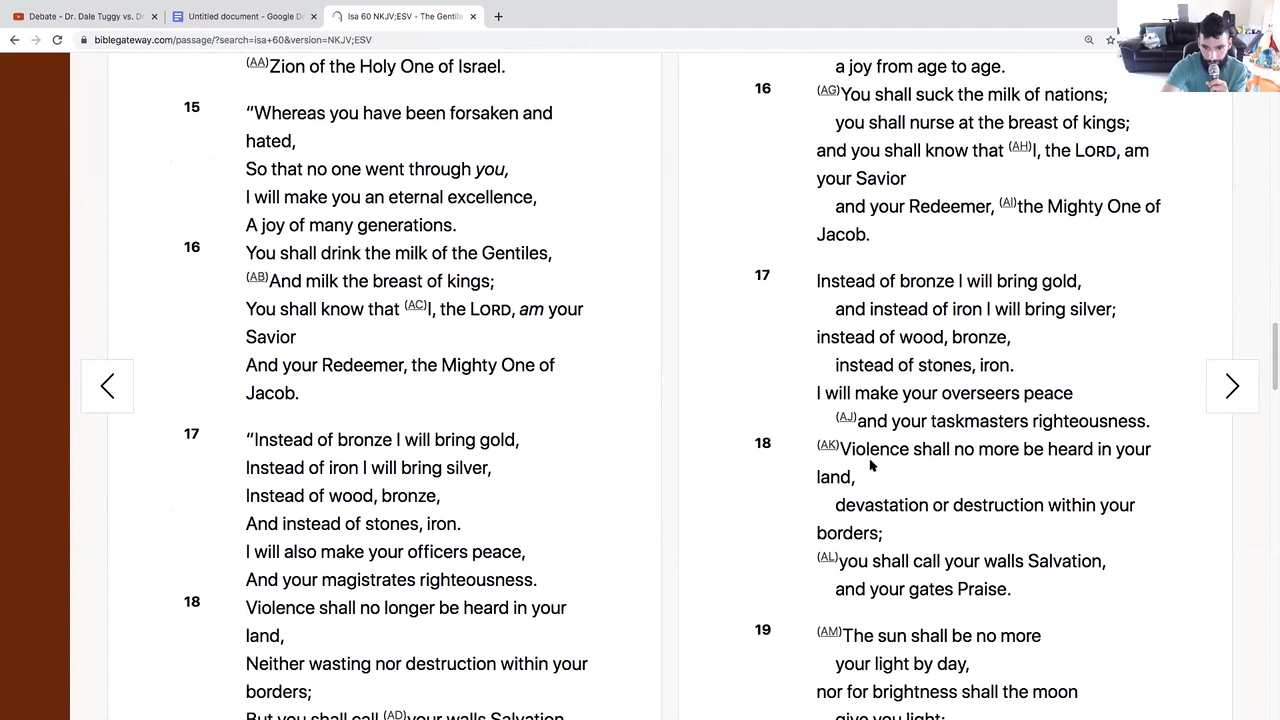 Debate - Dr. Dale Tuggy vs. Dr
Untitled document - Google Dr
Isa 60 NKJV;ESV - The Gentile
biblegateway.com/passage/?search=isa+60&version=NKJV;ESV
(AA)Zion of the Holy One of Israel.
15 “Whereas you have been forsaken and
hated,
So that no one went through you,
I will make you an eternal excellence,
A joy of many generations.
16 You shall drink the milk of the Gentiles,
(AB)And milk the breast of kings;
You shall know that (AC)I, the LORD, am your
Savior
And your Redeemer, the Mighty One of
Jacob.
17 “Instead of bronze I will bring gold,
Instead of iron I will bring silver,
Instead of wood, bronze,
And instead of stones, iron.
I will also make your officers peace,
And your magistrates righteousness.
18 Violence shall no longer be heard in your
land,
Neither wasting nor destruction within your
borders;
But you shall call (AD)your walls Salvation
a joy from age to age.
16 (AG)You shall suck the milk of nations;
you shall nurse at the breast of kings;
and you shall know that (AH)I, the LORD, am
your Savior
and your Redeemer, (AI)the Mighty One of
Jacob.
17 Instead of bronze I will bring gold,
and instead of iron I will bring silver;
instead of wood, bronze,
instead of stones, iron.
I will make your overseers peace
(AJ)and your taskmasters righteousness.
18 (AK)Violence shall no more be heard in your
land,
devastation or destruction within your
borders;
(AL)you shall call your walls Salvation,
and your gates Praise.
19 (AM)The sun shall be no more
your light by day,
nor for brightness shall the moon
give you light;